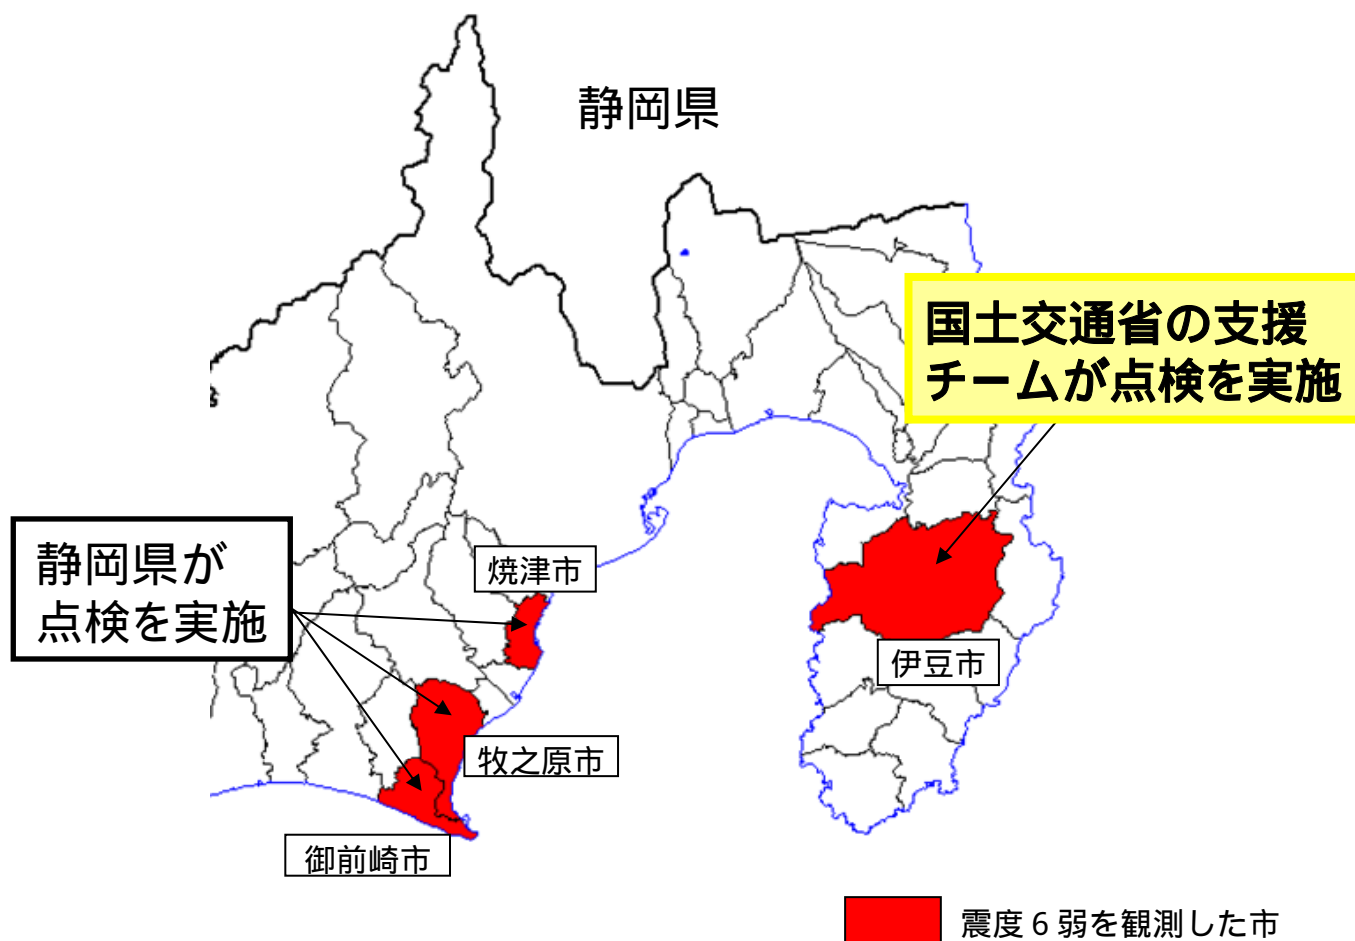 静岡県
国土交通省の支援
チームが点検を実施
静岡県が
点検を実施
焼津市
伊豆市
牧之原市
御前崎市
震度６弱を観測した市